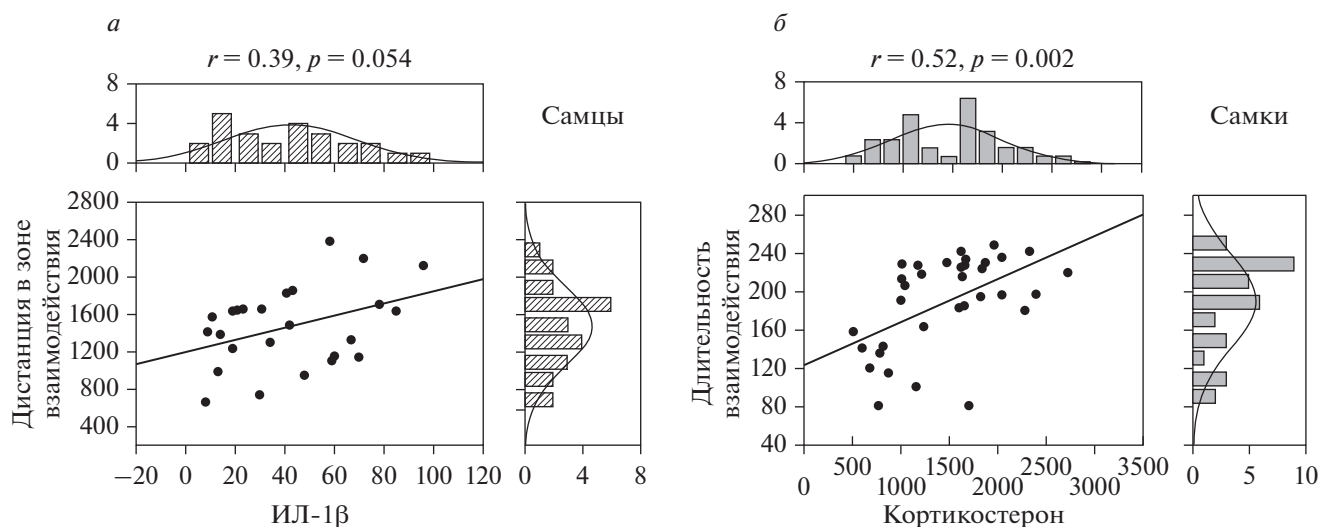 а
r = 0.39, p = 0.054
8
4
0
Самцы
Дистанция в зоне
взаимодействия
2800
2400
2000
1600
1200
800
400
−20 0 20 40 60 80 100 120
ИЛ-1β
0 4 8
б
r = 0.52, p = 0.002
8
4
0
Самки
Длительность
взаимодействия
280
240
200
160
120
80
40
500 1500 2500 3500
0 1000 2000 3000
Кортикостерон
0 5 10